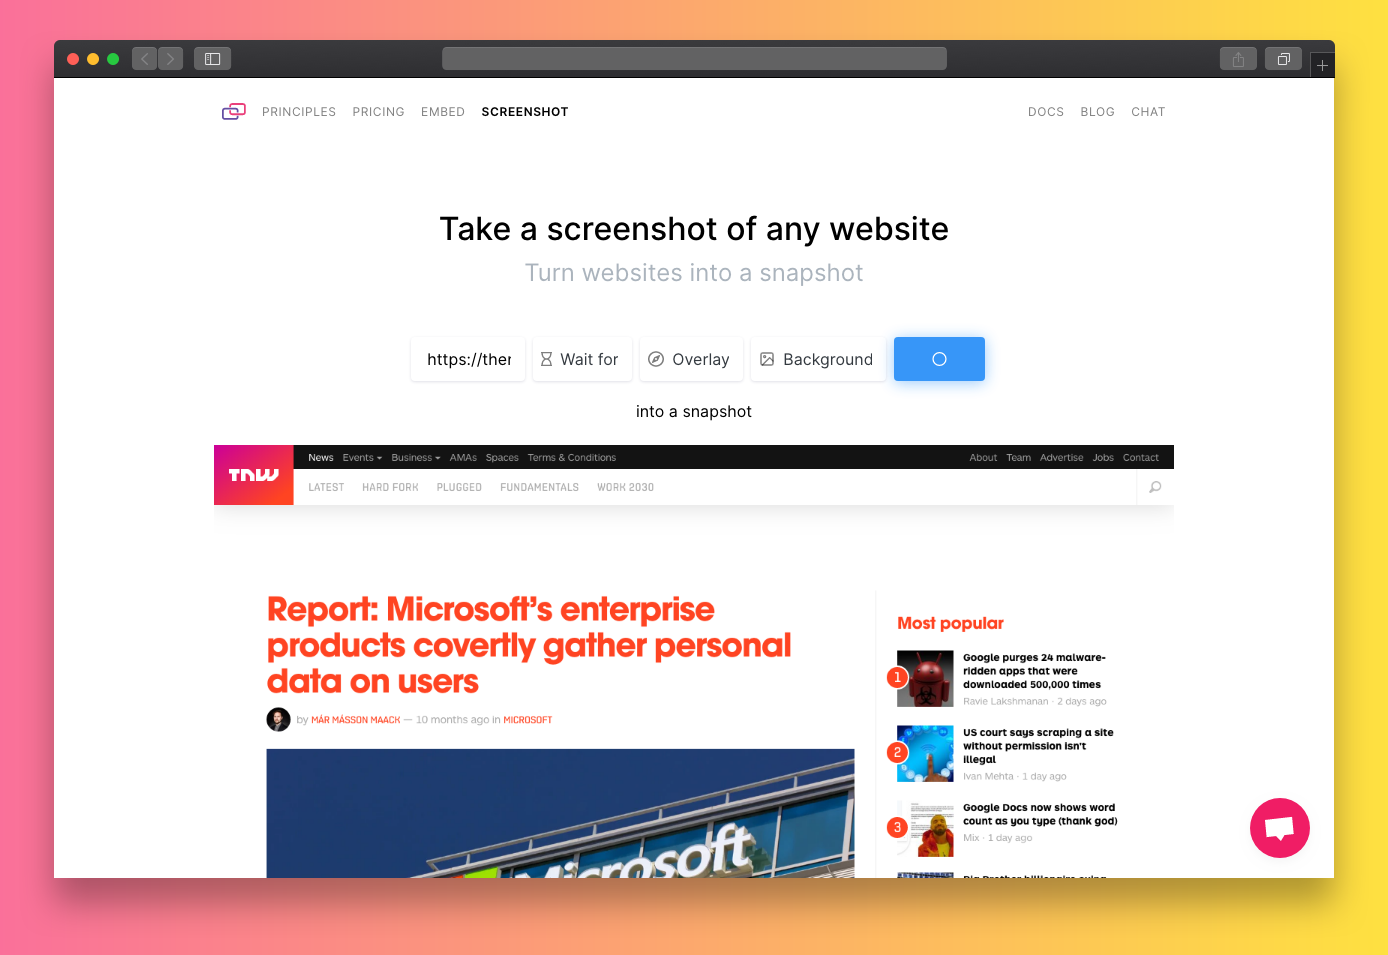 PRINCIPLES PRICING EMBED SCREENSHOT DOCS BLOG CHAT
Take a screenshot of any website
Turn websites into a snapshot
https://ther Wait for Overlay Background
into a snapshot
TNW
News Events Business AMAs Spaces Terms & Conditions About Team Advertise Jobs Contact
LATEST HARD FORK PLUGGED FUNDAMENTALS WORK 2030
Report: Microsoft's enterprise
products covertly gather personal
data on users
by MÁR MÁSSON MAACK — 10 months ago in MICROSOFT
Microsoft
Most popular
1
Google purges 24 malware-
ridden apps that were
downloaded 500,000 times
Ravie Lakshmanan · 2 days ago
2
US court says scraping a site
without permission isn't
illegal
Ivan Mehta · 1 day ago
3
Google Docs now shows word
count as you type (thank god)
Mix · 1 day ago